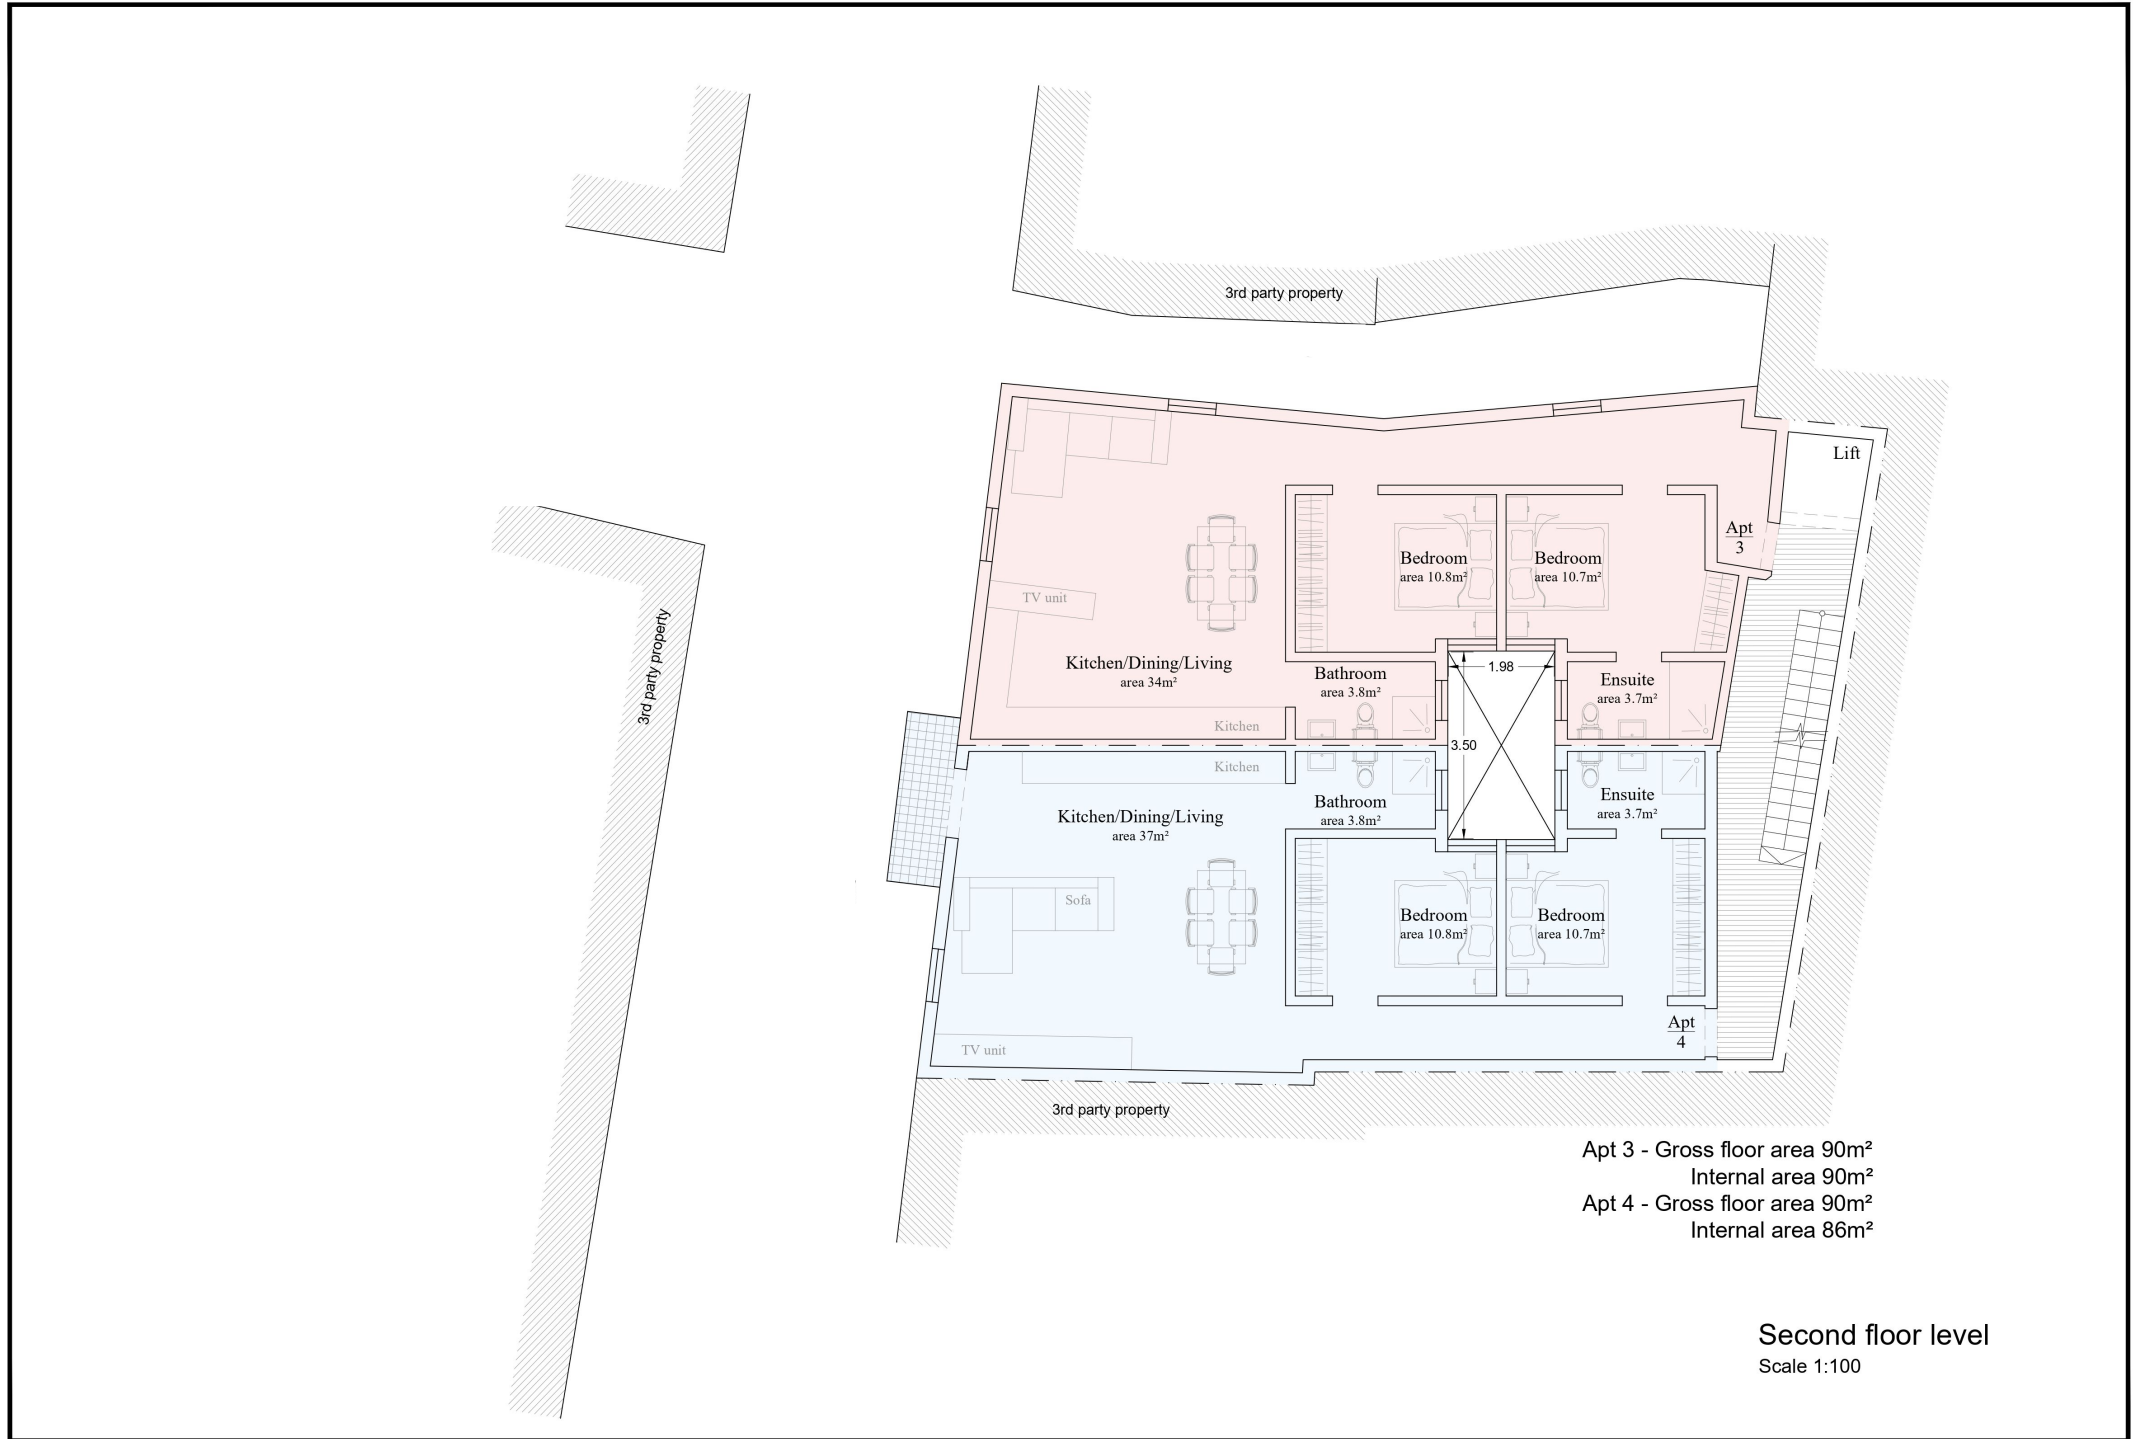 3rd party property
Lift
Apt
3
Bedroom
area 10.8m²
Bedroom
area 10.7m²
TV unit
3rd party property
Kitchen/Dining/Living
area 34m²
Bathroom
area 3.8m²
1.98
Ensuite
area 3.7m²
Kitchen
3.50
Kitchen
Kitchen/Dining/Living
area 37m²
Bathroom
area 3.8m²
Ensuite
area 3.7m²
Sofa
Bedroom
area 10.8m²
Bedroom
area 10.7m²
Apt
4
TV unit
3rd party property
Apt 3 - Gross floor area 90m²
Internal area 90m²
Apt 4 - Gross floor area 90m²
Internal area 86m²
Second floor level
Scale 1:100